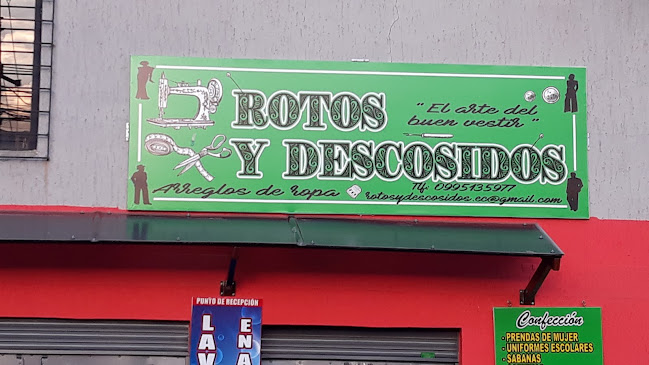 ROTOS
Y DESCOSIDOS
"El arte del
buen vestir"
Arreglos de ropa
Tlf. 0995135977
rotosydescosidos.ec@gmail.com
PUNTO DE RECEPCIÓN
LAV
ENA
Confección
· PRENDAS DE MUJER
· UNIFORMES ESCOLARES
· SABANAS